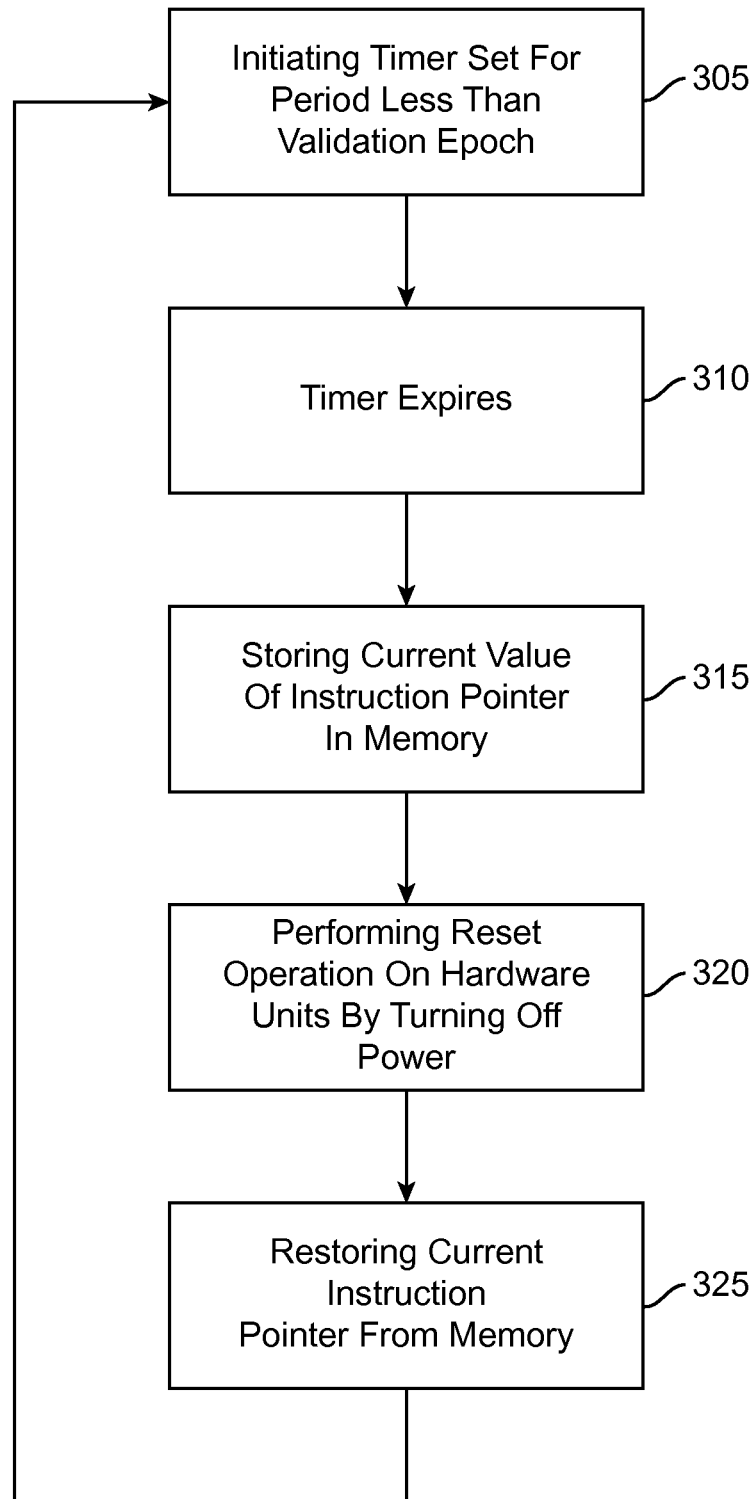 Initiating Timer Set For
Period Less Than
Validation Epoch
305
Timer Expires
310
Storing Current Value
Of Instruction Pointer
In Memory
315
Performing Reset
Operation On Hardware
Units By Turning Off
Power
320
Restoring Current
Instruction
Pointer From Memory
325